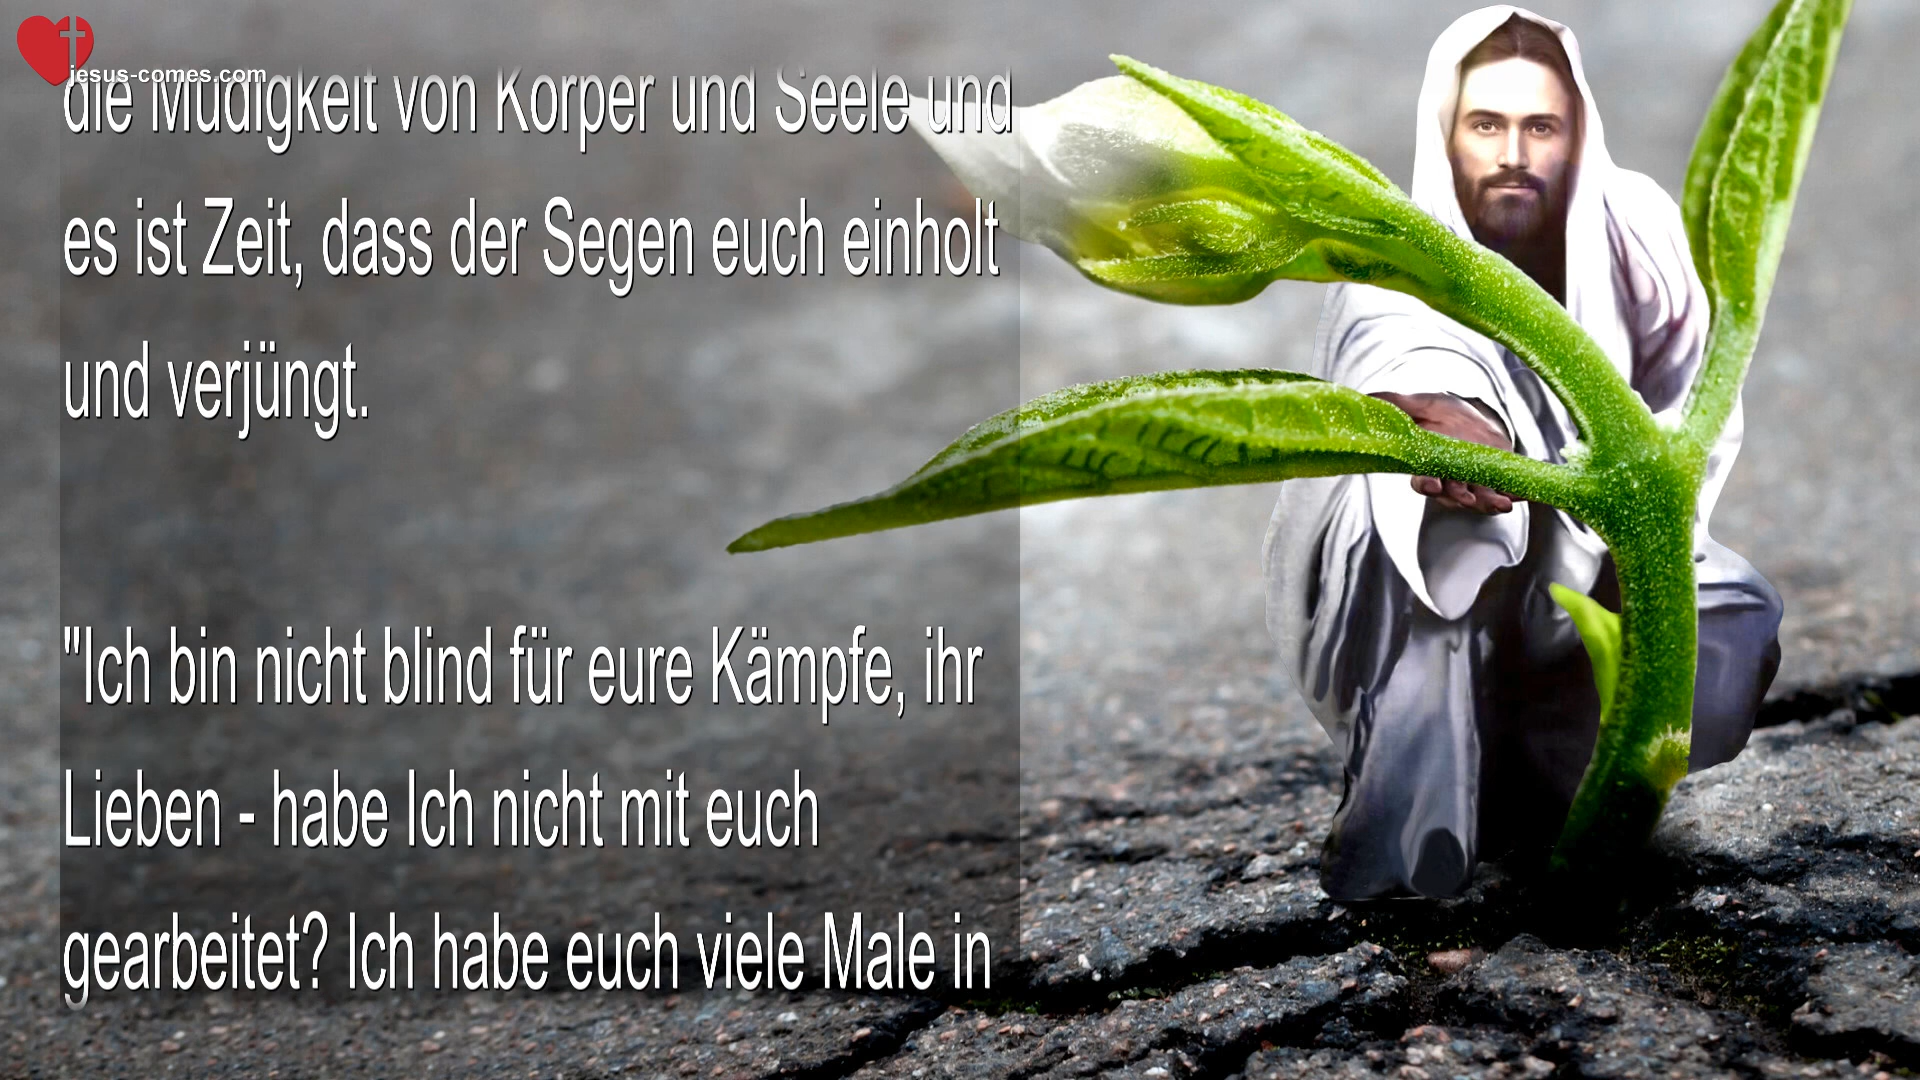 jesus-comes.com
die Müdigkeit von Körper und Seele und
es ist Zeit, dass der Segen euch einholt
und verjüngt.
"Ich bin nicht blind für eure Kämpfe, ihr
Lieben - habe Ich nicht mit euch
gearbeitet? Ich habe euch viele Male in